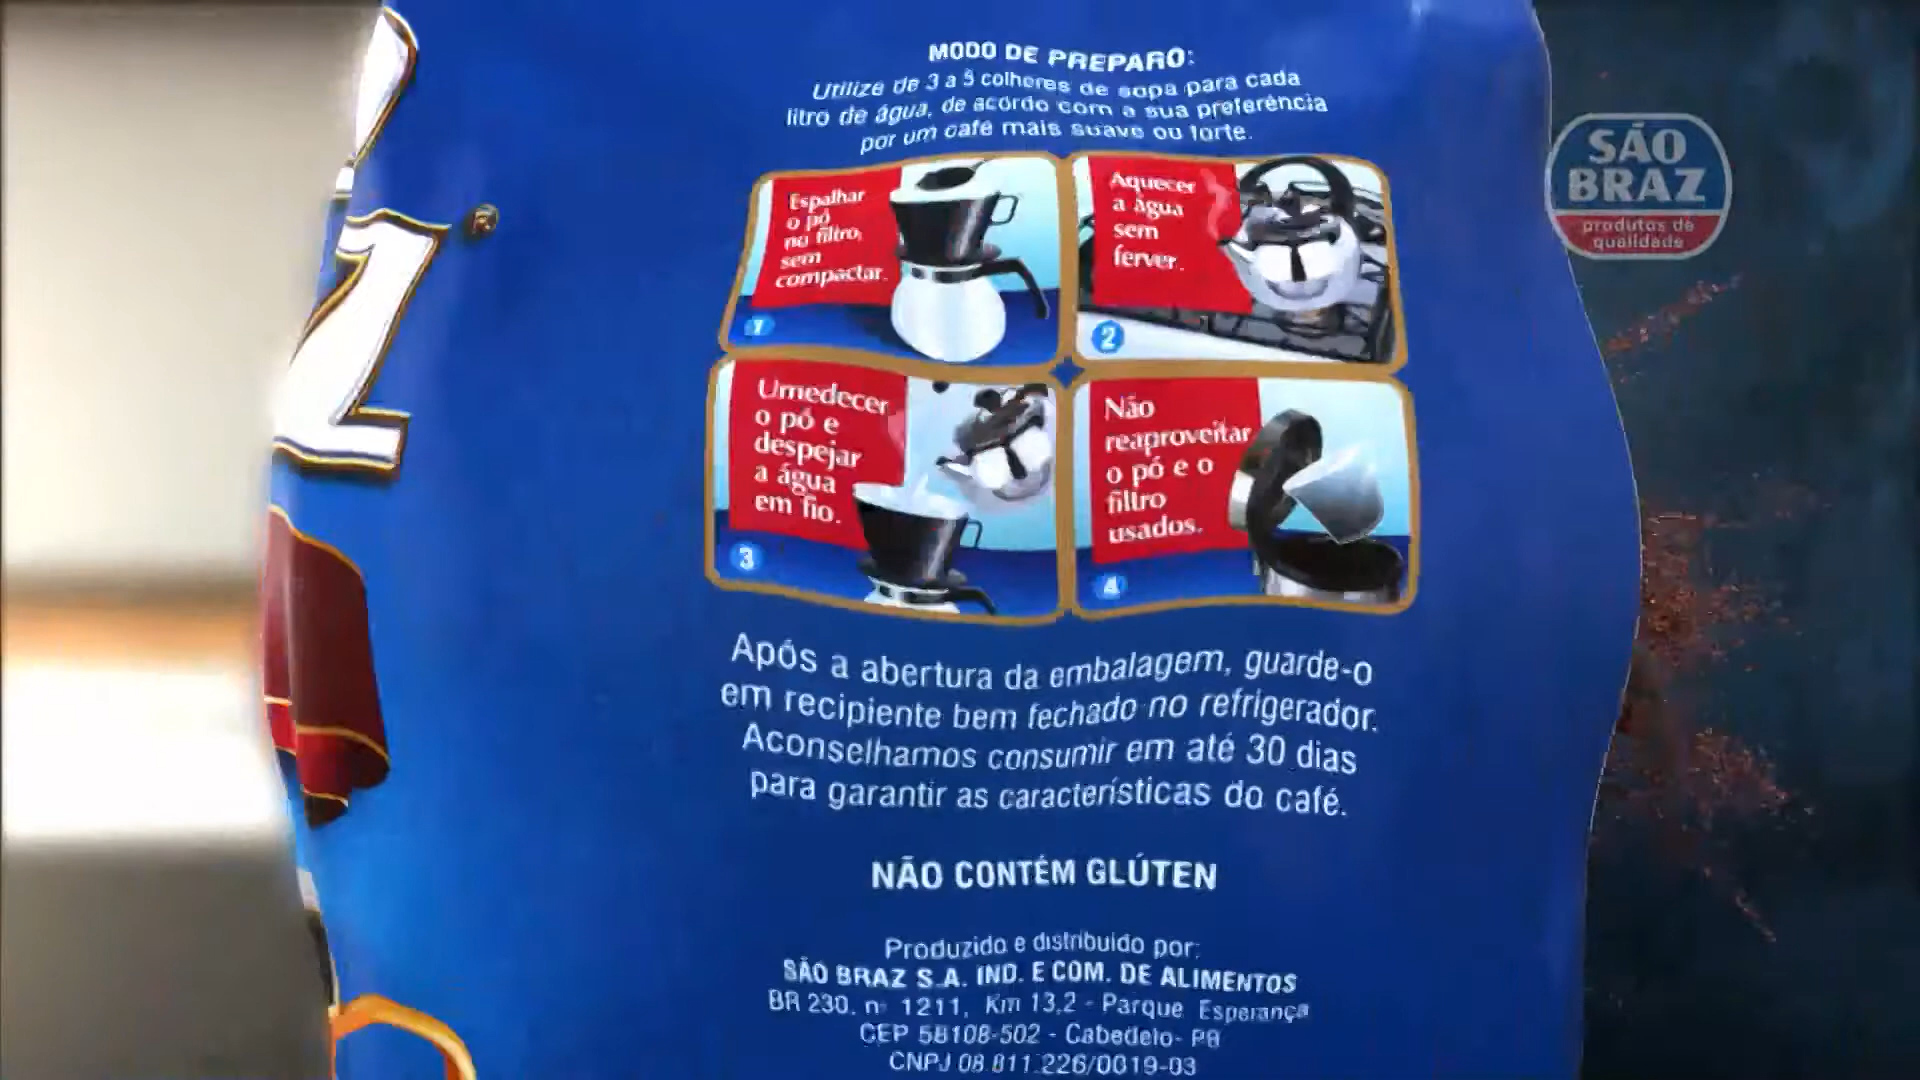 MODO DE PREPARO:
Utilize de 3 a 5 colheres de sopa para cada
litro de água, de acordo com a sua preferência
por um café mais suave ou forte.
Espalhar
o pó
no filtro,
sem
compactar.
1
Aquecer
a água
sem
ferver.
2
Umedecer
o pó e
despejar
a água
em fio.
3
Não
reaproveitar
o pó e o
filtro
usados.
4
Após a abertura da embalagem, guarde-o
em recipiente bem fechado no refrigerador.
Aconselhamos consumir em até 30 dias
para garantir as características do café.
NÃO CONTÉM GLÚTEN
Produzido e distribuido por:
SÃO BRAZ S.A. IND. E COM. DE ALIMENTOS
BR 230, nº 1211, Km 13,2 - Parque Esperança
CEP 58108-502 - Cabedelo- PB
CNPJ 08.811.226/0019-03
Z®
SÃO
BRAZ
produtos de
qualidade